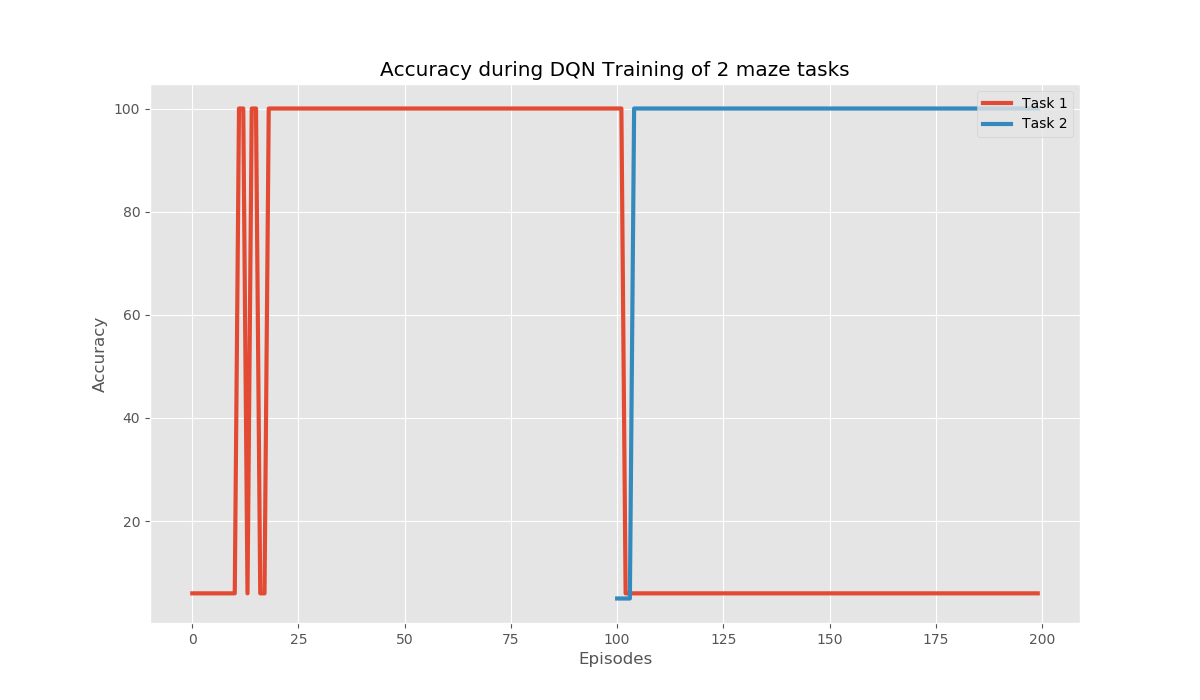 Accuracy during DQN Training of 2 maze tasks
Task 1
Task 2
100
80
60
40
20
Accuracy
0 25 50 75 100 125 150 175 200
Episodes